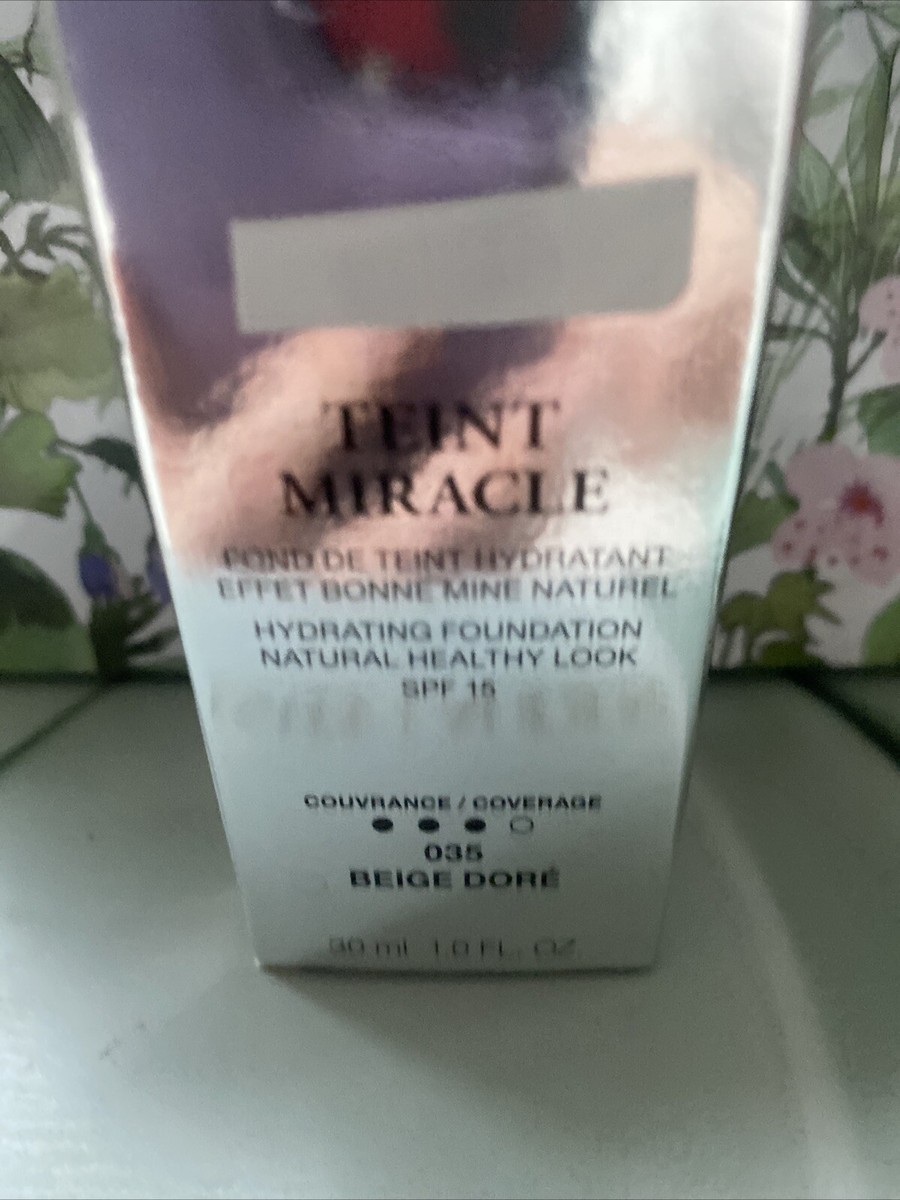 TEINT
MIRACLE
FOND DE TEINT HYDRATANT
EFFET BONNE MINE NATUREL
HYDRATING FOUNDATION
NATURAL HEALTHY LOOK
SPF 15
COUVRANCE / COVERAGE
035
BEIGE DORÉ
30 ml 1.0 FL. OZ.